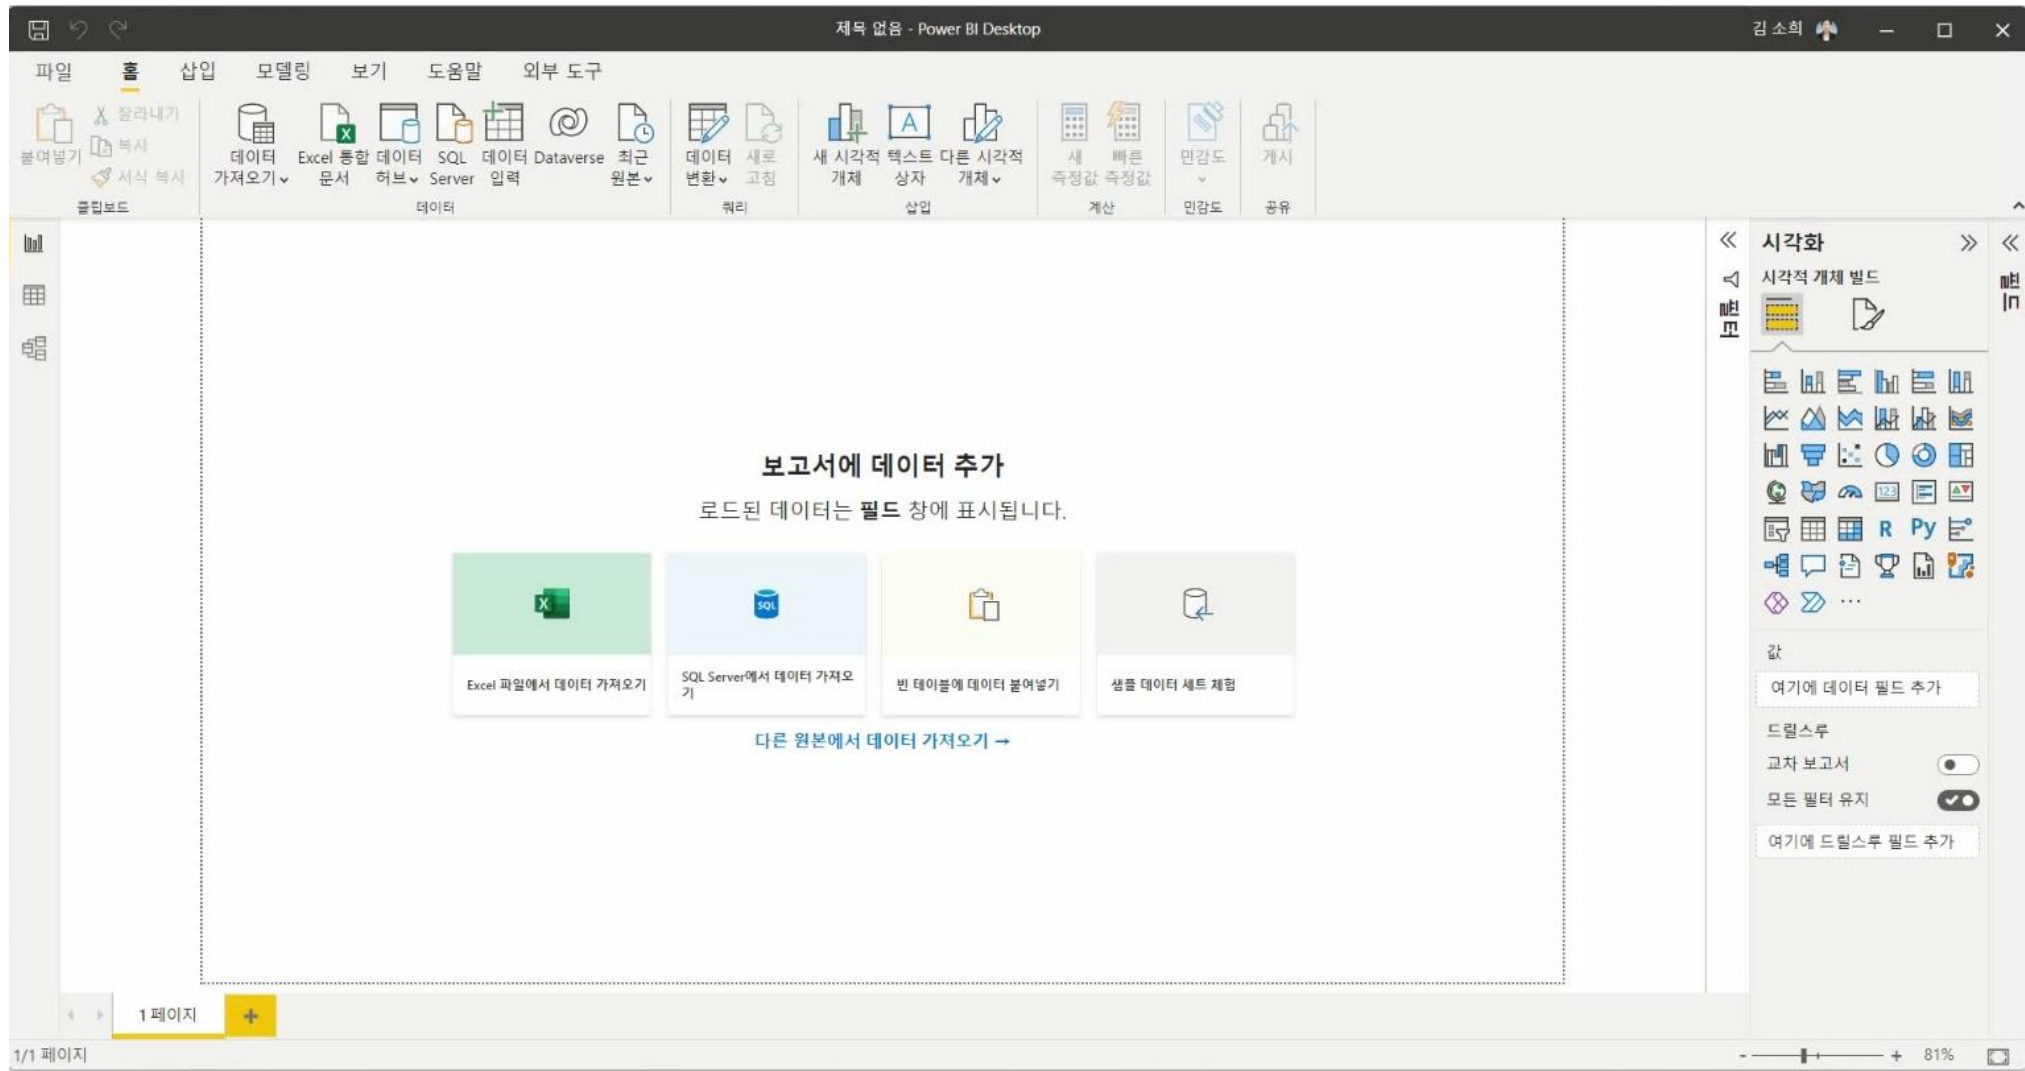 제목 없음 - Power BI Desktop
김 소희
파일 홈 삽입 모델링 보기 도움말 외부 도구
붙여넣기
잘라내기
복사
서식 복사
클립보드
데이터
가져오기
Excel 통합
문서
데이터
허브
SQL
Server
데이터
입력
Dataverse
최근
원본
데이터
데이터
변환
새로
고침
쿼리
새 시각적
개체
텍스트
상자
다른 시각적
개체
삽입
새
측정값
빠른
측정값
계산
민감도
민감도
게시
공유
보고서에 데이터 추가
로드된 데이터는 필드 창에 표시됩니다.
X
SQL
Excel 파일에서 데이터 가져오기
SQL Server에서 데이터 가져오
기
빈 테이블에 데이터 붙여넣기
샘플 데이터 세트 체험
다른 원본에서 데이터 가져오기 →
필터
시각화
시각적 개체 빌드
123
R
Py
...
값
여기에 데이터 필드 추가
드릴스루
교차 보고서
모든 필터 유지
여기에 드릴스루 필드 추가
필드
1페이지
+
1/1 페이지
- + 81%